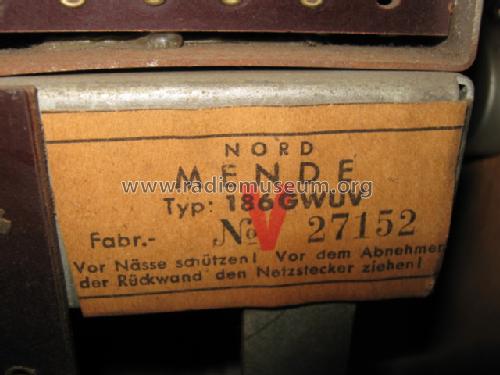 NORD
MENDE
www.radiomuseum.org
Typ: 186GWUV
V
Fabr.- № 27152
Vor Nässe schützen! Vor dem Abnehmen
der Rückwand den Netzstecker ziehen!